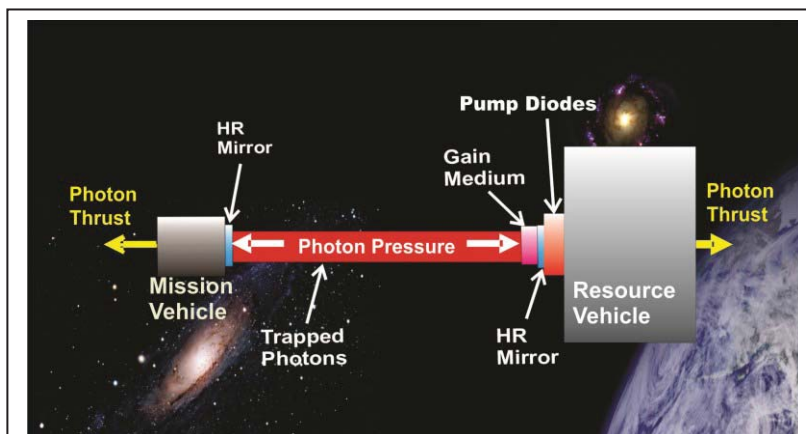 Pump Diodes
HR
Mirror
Gain
Medium
Photon
Thrust
Photon
Thrust
Photon Pressure
Mission
Vehicle
Resource
Vehicle
Trapped
Photons
HR
Mirror